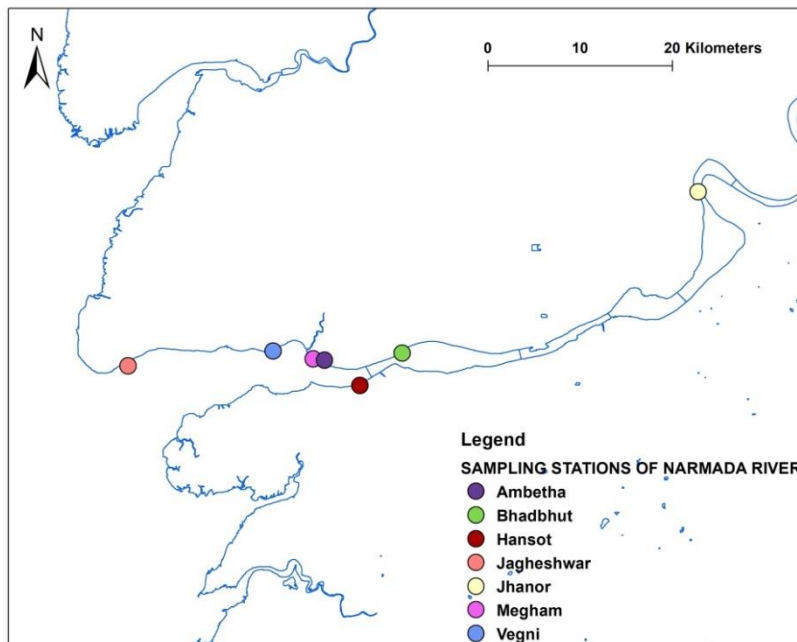 N
0 10 20 Kilometers
Legend
SAMPLING STATIONS OF NARMADA RIVER
Ambetha
Bhadbhut
Hansot
Jagheshwar
Jhanor
Megham
Vegni